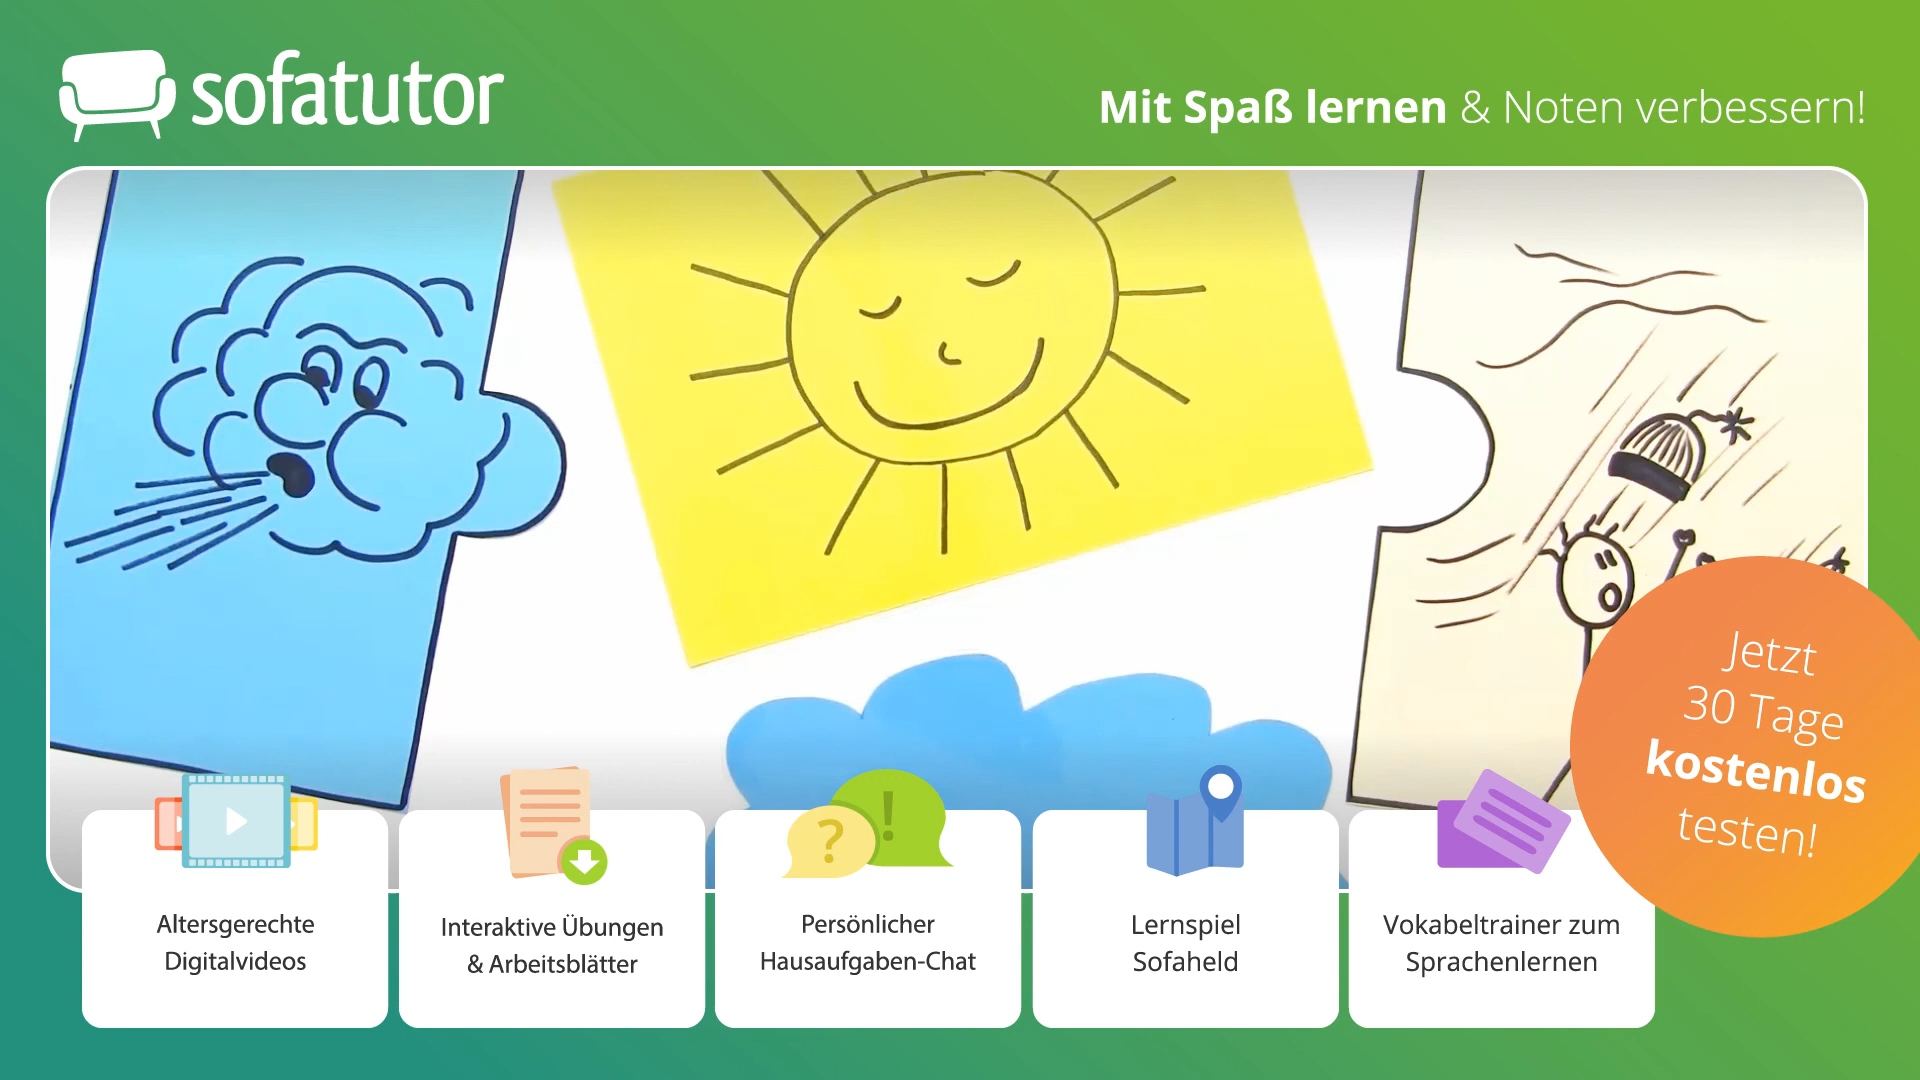 sofatutor
Mit Spaß lernen & Noten verbessern!
Jetzt
30 Tage
kostenlos
testen!
Altersgerechte
Digitalvideos
Interaktive Übungen
& Arbeitsblätter
?
!
Persönlicher
Hausaufgaben-Chat
Lernspiel
Sofaheld
Vokabeltrainer zum
Sprachenlernen